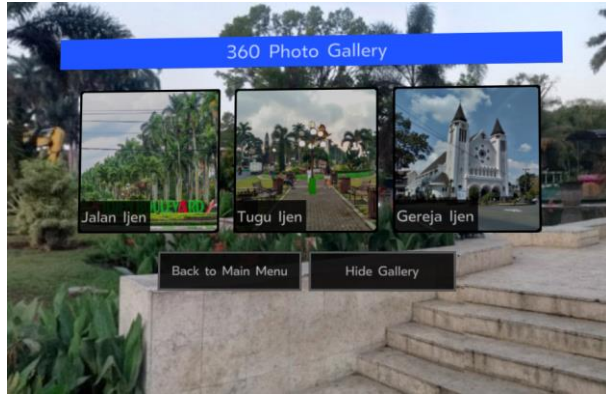 360 Photo Gallery
Jalan Ijen
Tugu Ijen
Gereja Ijen
Back to Main Menu
Hide Gallery